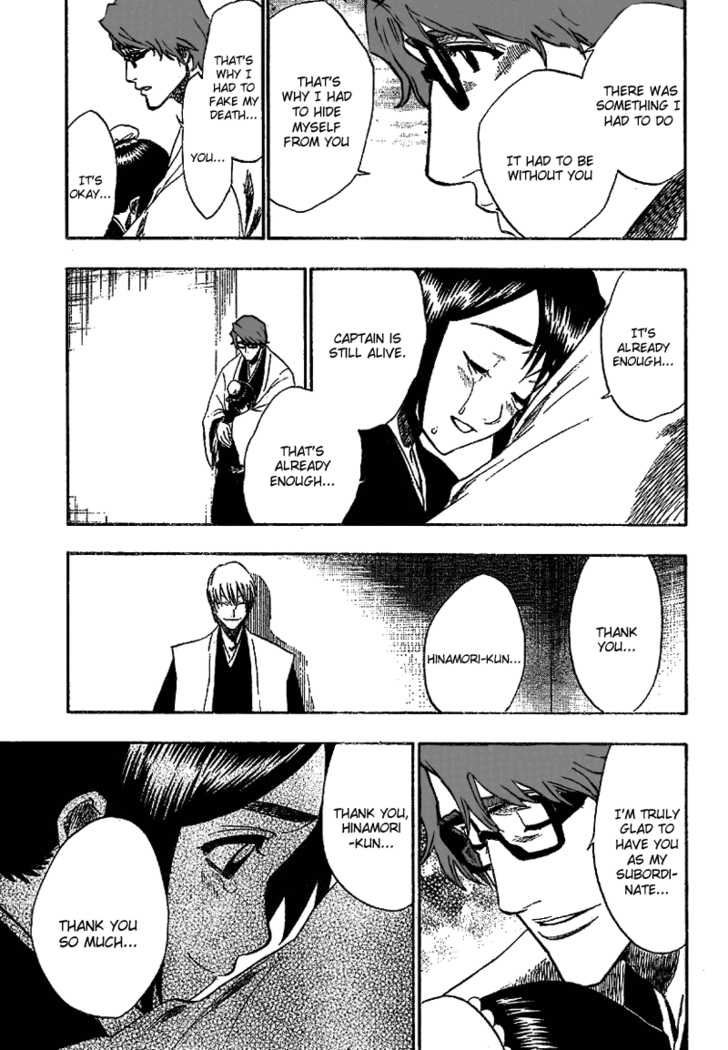 THERE WAS
SOMETHING I
HAD TO DO
IT HAD TO BE
WITHOUT YOU
THAT'S
WHY I HAD
TO HIDE
MYSELF
FROM YOU
THAT'S
WHY I
HAD TO
FAKE MY
DEATH...
YOU...
IT'S
OKAY...
IT'S
ALREADY
ENOUGH...
CAPTAIN IS
STILL ALIVE.
THAT'S
ALREADY
ENOUGH...
THANK
YOU...
HINAMORI-KUN...
I'M TRULY
GLAD TO
HAVE YOU
AS MY
SUBORDI-
NATE...
THANK YOU,
HINAMORI
-KUN...
THANK YOU
SO MUCH...